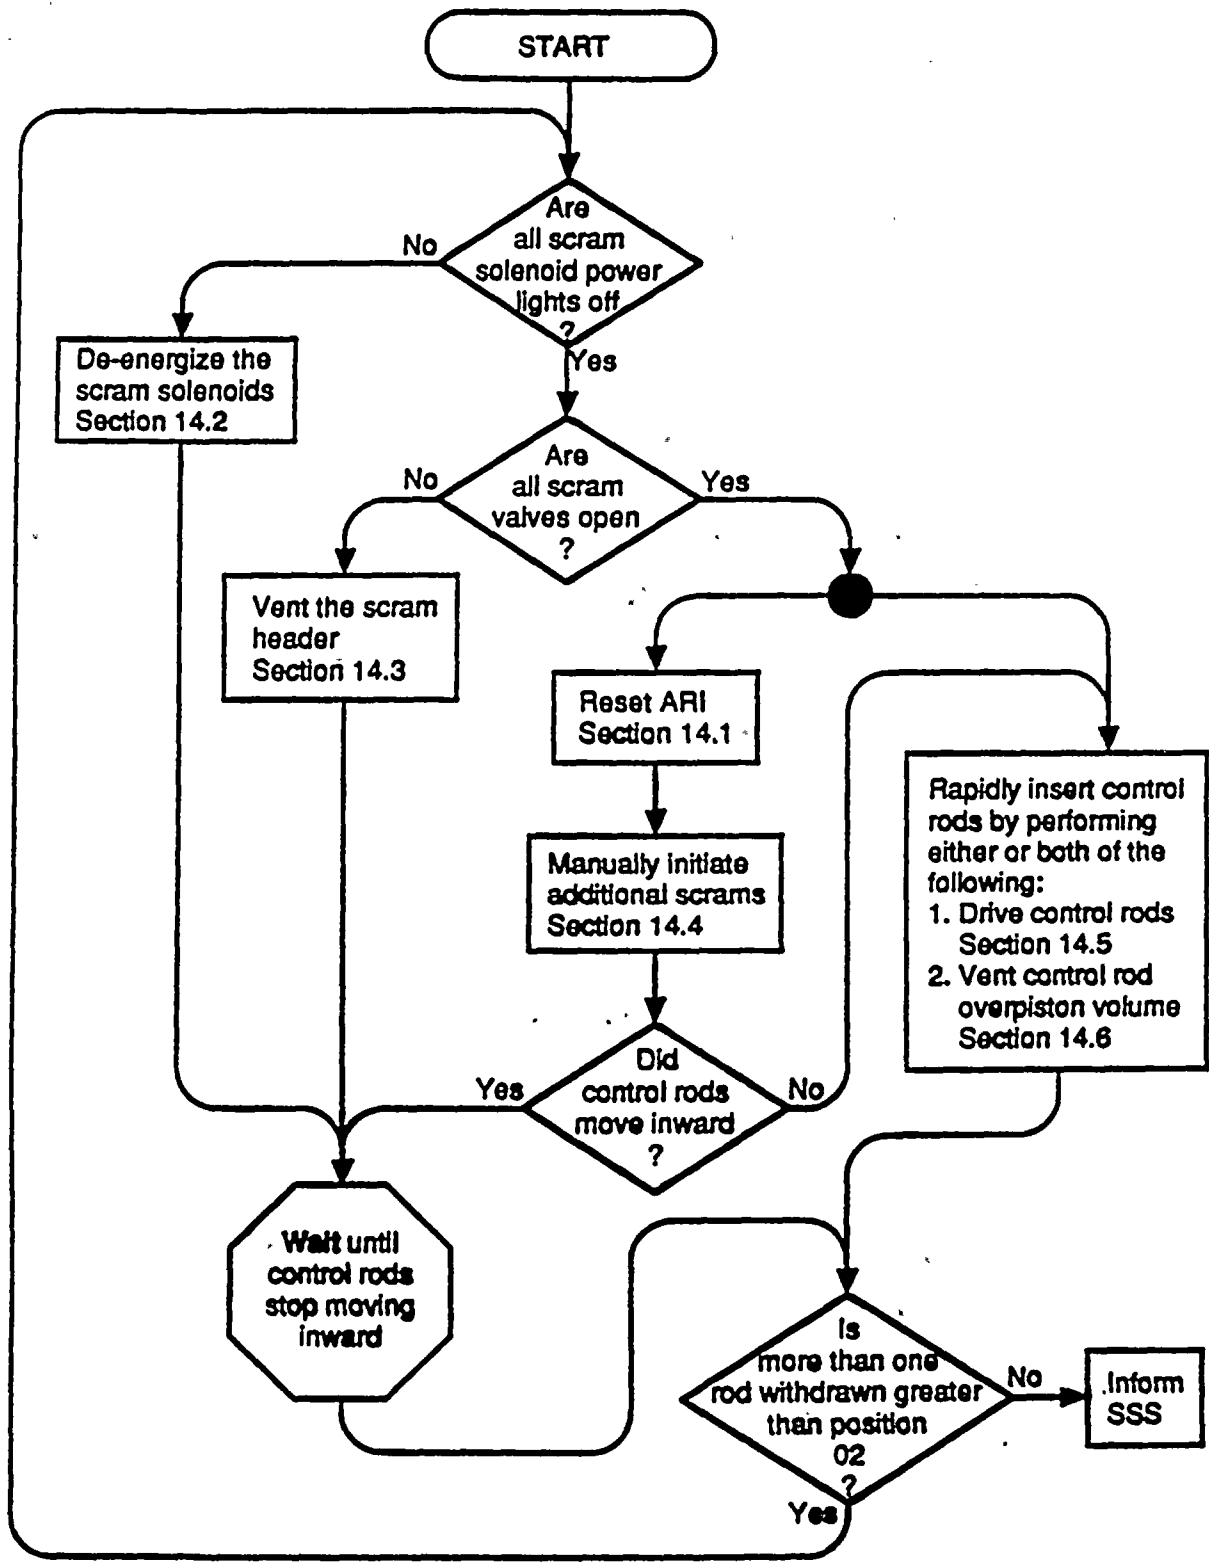 START
Are
all scram
solenoid power
lights off
?
No
Yes
De-energize the
scram solenoids
Section 14.2
Are
all scram
valves open
?
No
Yes
Vent the scram
header
Section 14.3
Reset ARI
Section 14.1
Manually initiate
additional scrams
Section 14.4
Rapidly insert control
rods by performing
either or both of the
following:
1. Drive control rods
Section 14.5
2. Vent control rod
overpiston volume
Section 14.6
Did
control rods
move inward
?
Yes
No
Wait until
control rods
stop moving
inward
Is
more than one
rod withdrawn greater
than position
02
?
No
Yes
Inform
SSS